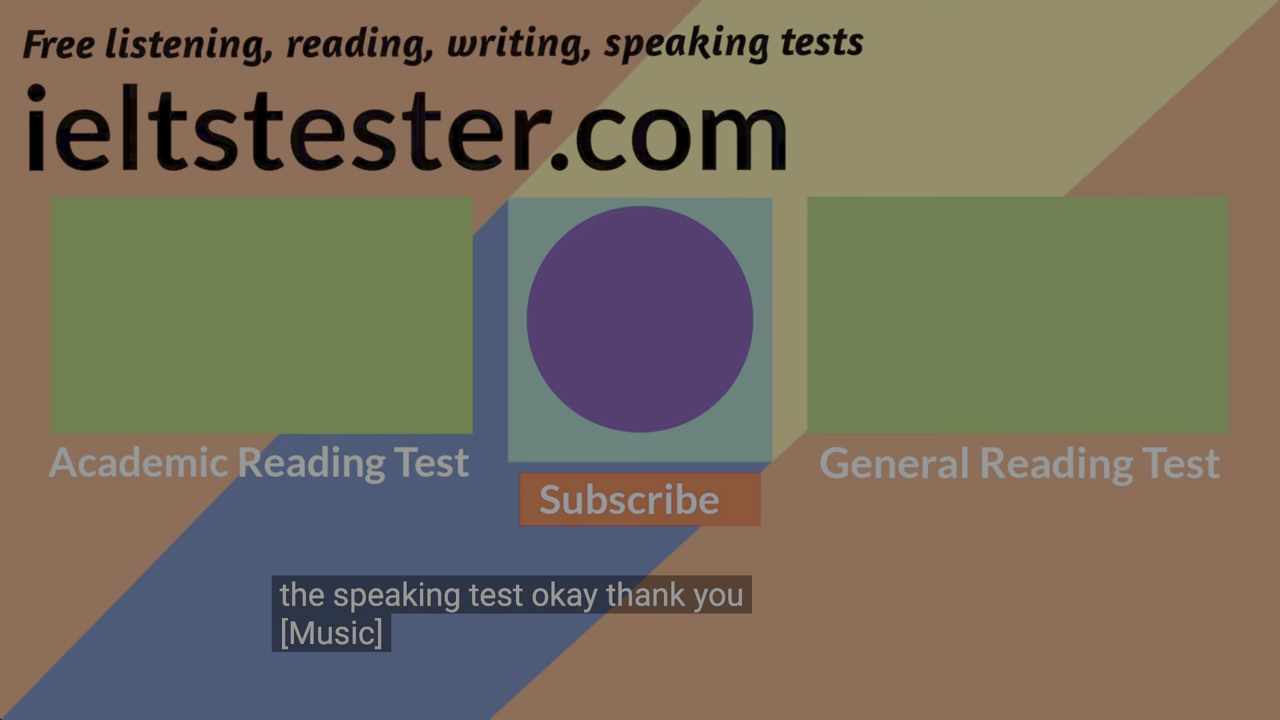 Free listening, reading, writing, speaking tests
ieltstester.com
Academic Reading Test
General Reading Test
Subscribe
the speaking test okay thank you
[Music]